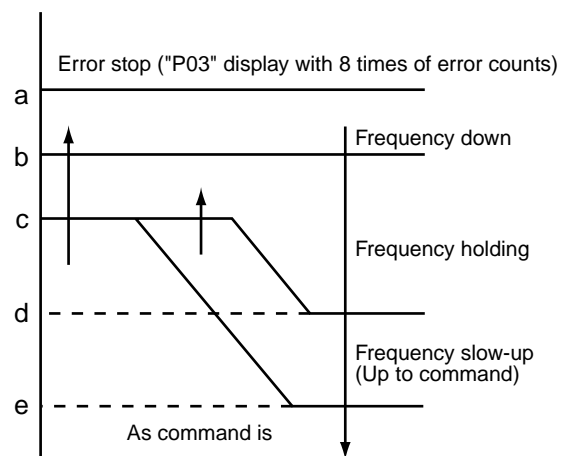 Error stop ("P03" display with 8 times of error counts)
a
Frequency down
b
c
Frequency holding
d
Frequency slow-up
(Up to command)
e
As command is